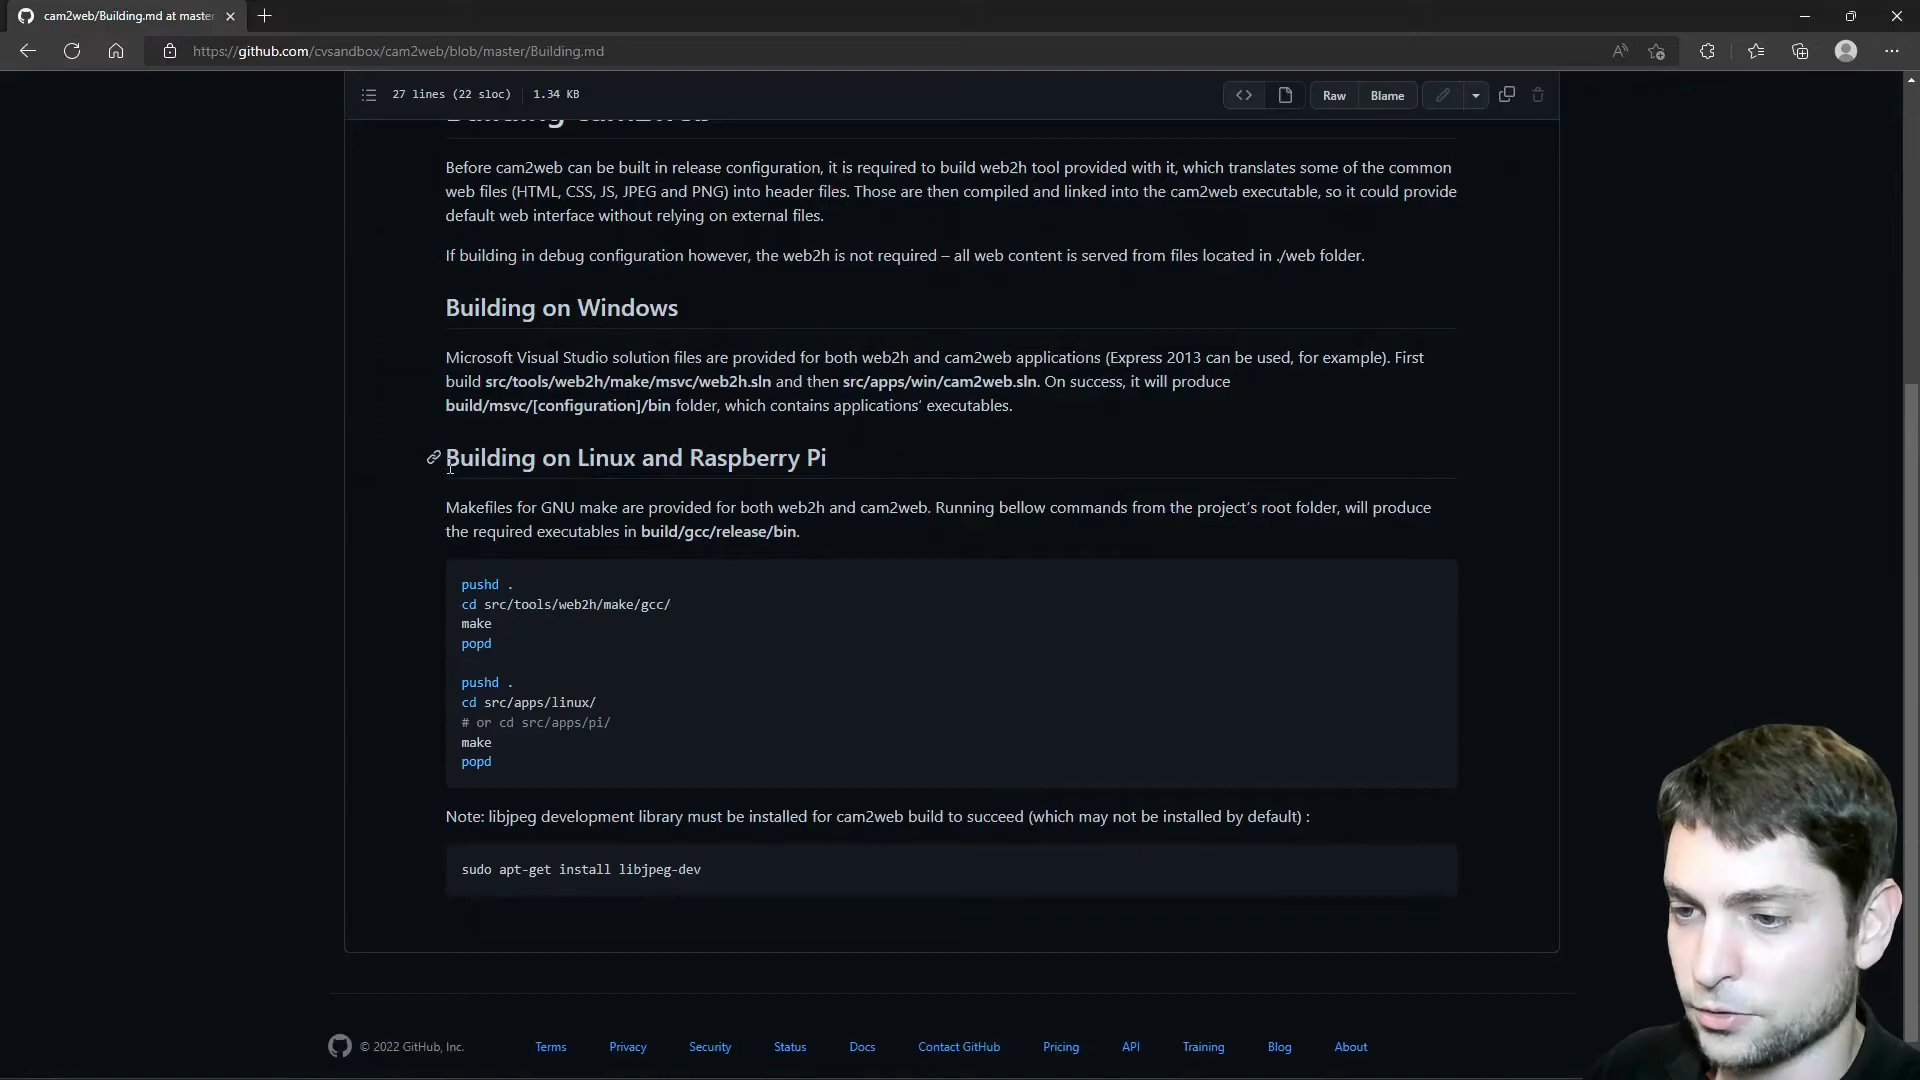 cam2web/Building.md at master
https://github.com/cvsandbox/cam2web/blob/master/Building.md
27 lines (22 sloc) 1.34 KB
Raw Blame
Building cam2web
Before cam2web can be built in release configuration, it is required to build web2h tool provided with it, which translates some of the common
web files (HTML, CSS, JS, JPEG and PNG) into header files. Those are then compiled and linked into the cam2web executable, so it could provide
default web interface without relying on external files.
If building in debug configuration however, the web2h is not required – all web content is served from files located in ./web folder.
Building on Windows
Microsoft Visual Studio solution files are provided for both web2h and cam2web applications (Express 2013 can be used, for example). First
build src/tools/web2h/make/msvc/web2h.sln and then src/apps/win/cam2web.sln. On success, it will produce
build/msvc/[configuration]/bin folder, which contains applications’ executables.
Building on Linux and Raspberry Pi
Makefiles for GNU make are provided for both web2h and cam2web. Running bellow commands from the project’s root folder, will produce
the required executables in build/gcc/release/bin.
pushd .
cd src/tools/web2h/make/gcc/
make
popd
pushd .
cd src/apps/linux/
# or cd src/apps/pi/
make
popd
Note: libjpeg development library must be installed for cam2web build to succeed (which may not be installed by default) :
sudo apt-get install libjpeg-dev
© 2022 GitHub, Inc. Terms Privacy Security Status Docs Contact GitHub Pricing API Training Blog About